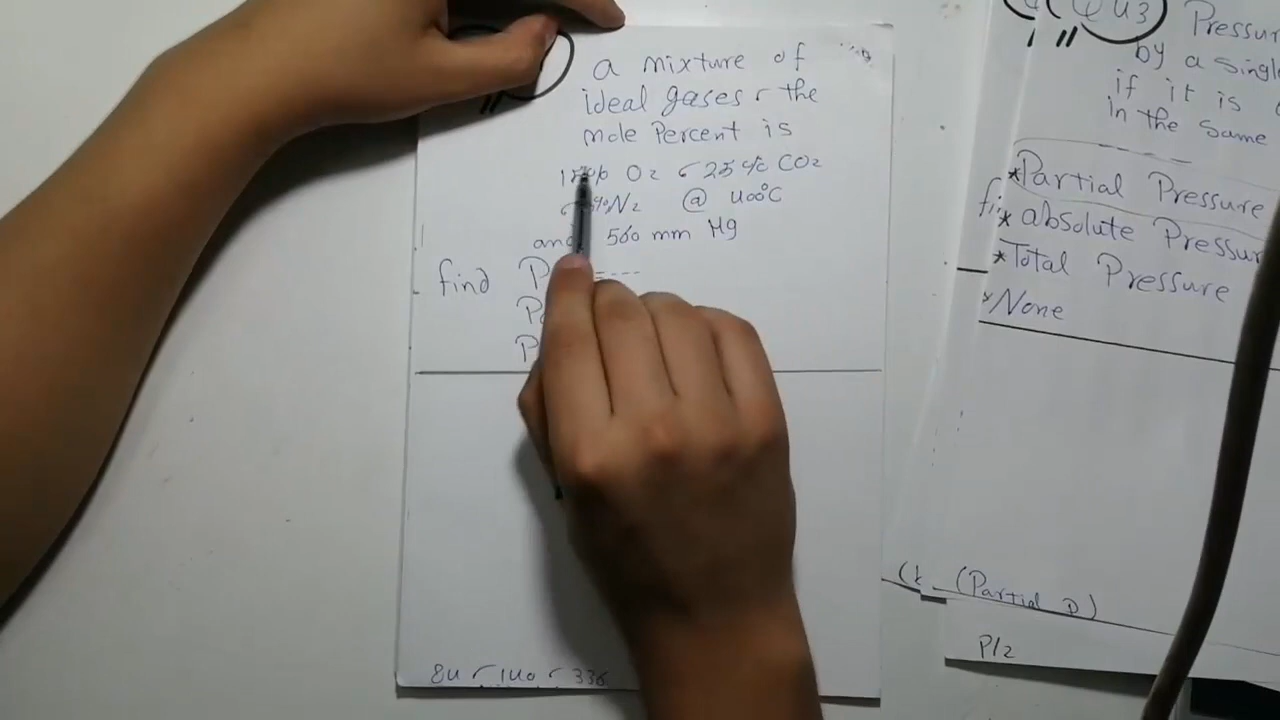 a mixture of
ideal gases, the
mole Percent is
O2, 25% CO2
N2 @ 400°C
560 mm Hg
find
84, 140, 336
Pressur
by a singl
if it is
in the same
*Partial Pressure
* absolute Pressur
*Total Pressure
*None
(Partial P)
P/2